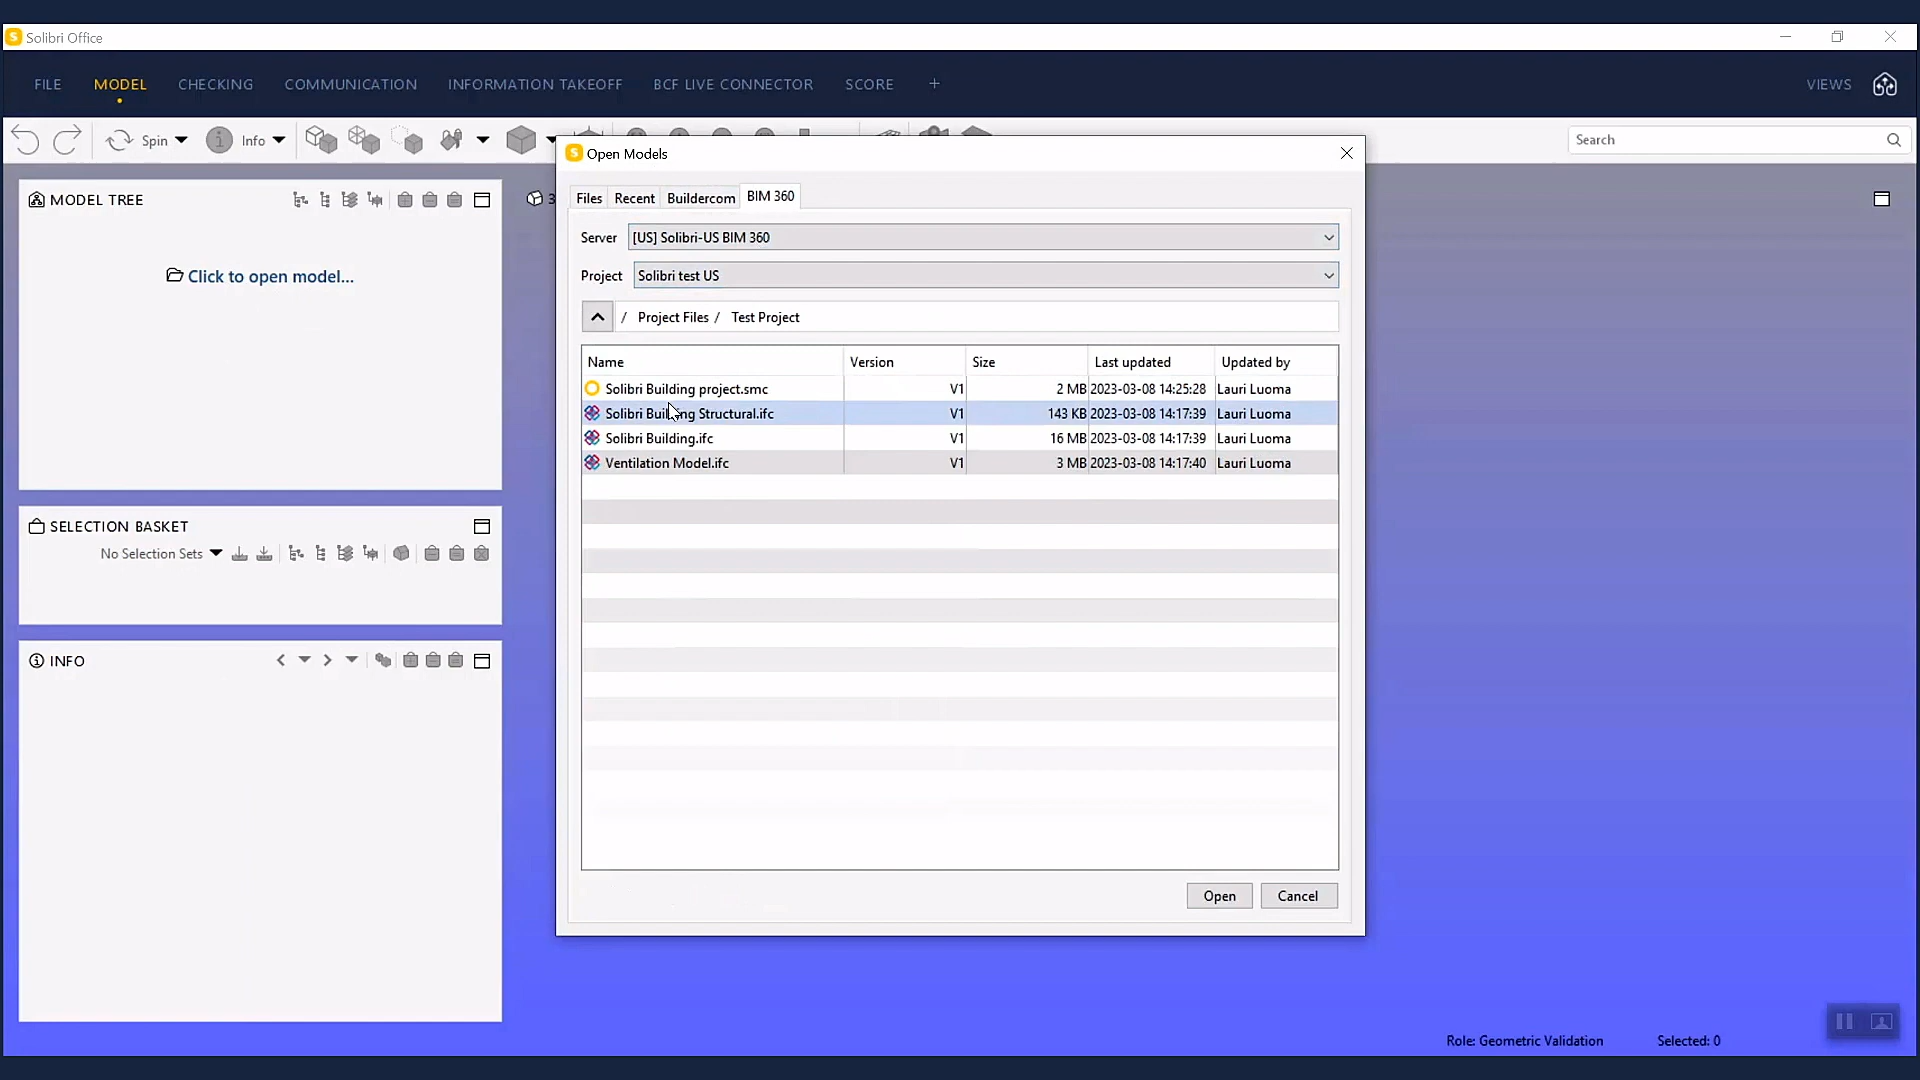 Solibri Office
FILE MODEL CHECKING COMMUNICATION INFORMATION TAKEOFF BCF LIVE CONNECTOR SCORE + VIEWS
Spin Info Search
MODEL TREE
Click to open model...
SELECTION BASKET
No Selection Sets
INFO
3
Open Models
Files Recent Buildercom BIM 360
Server [US] Solibri-US BIM 360
Project Solibri test US
/ Project Files / Test Project
Name Version Size Last updated Updated by
Solibri Building project.smc V1 2 MB 2023-03-08 14:25:28 Lauri Luoma
Solibri Building Structural.ifc V1 143 KB 2023-03-08 14:17:39 Lauri Luoma
Solibri Building.ifc V1 16 MB 2023-03-08 14:17:39 Lauri Luoma
Ventilation Model.ifc V1 3 MB 2023-03-08 14:17:40 Lauri Luoma
Open Cancel
Role: Geometric Validation Selected: 0